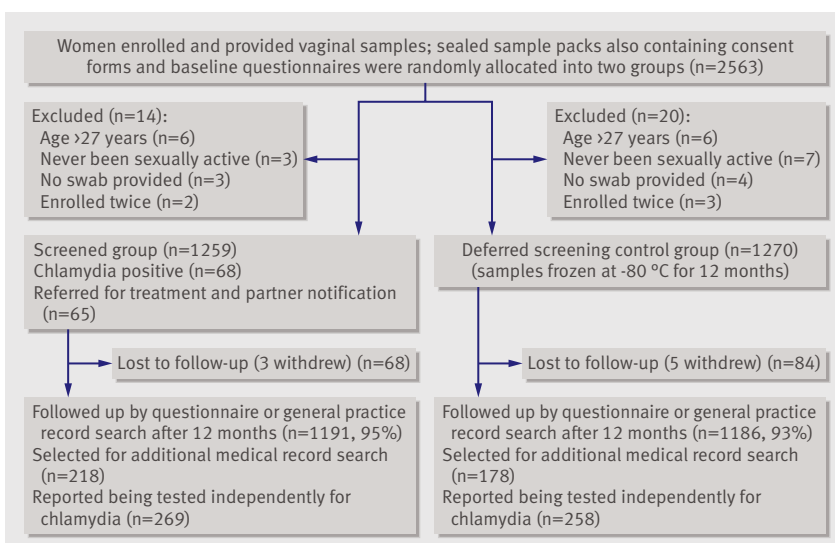 Women enrolled and provided vaginal samples; sealed sample packs also containing consent
forms and baseline questionnaires were randomly allocated into two groups (n=2563)
Excluded (n=14):
Age >27 years (n=6)
Never been sexually active (n=3)
No swab provided (n=3)
Enrolled twice (n=2)
Excluded (n=20):
Age >27 years (n=6)
Never been sexually active (n=7)
No swab provided (n=4)
Enrolled twice (n=3)
Screened group (n=1259)
Chlamydia positive (n=68)
Referred for treatment and partner notification
(n=65)
Deferred screening control group (n=1270)
(samples frozen at -80 °C for 12 months)
Lost to follow-up (3 withdrew) (n=68)
Lost to follow-up (5 withdrew) (n=84)
Followed up by questionnaire or general practice
record search after 12 months (n=1191, 95%)
Selected for additional medical record search
(n=218)
Reported being tested independently for
chlamydia (n=269)
Followed up by questionnaire or general practice
record search after 12 months (n=1186, 93%)
Selected for additional medical record search
(n=178)
Reported being tested independently for
chlamydia (n=258)